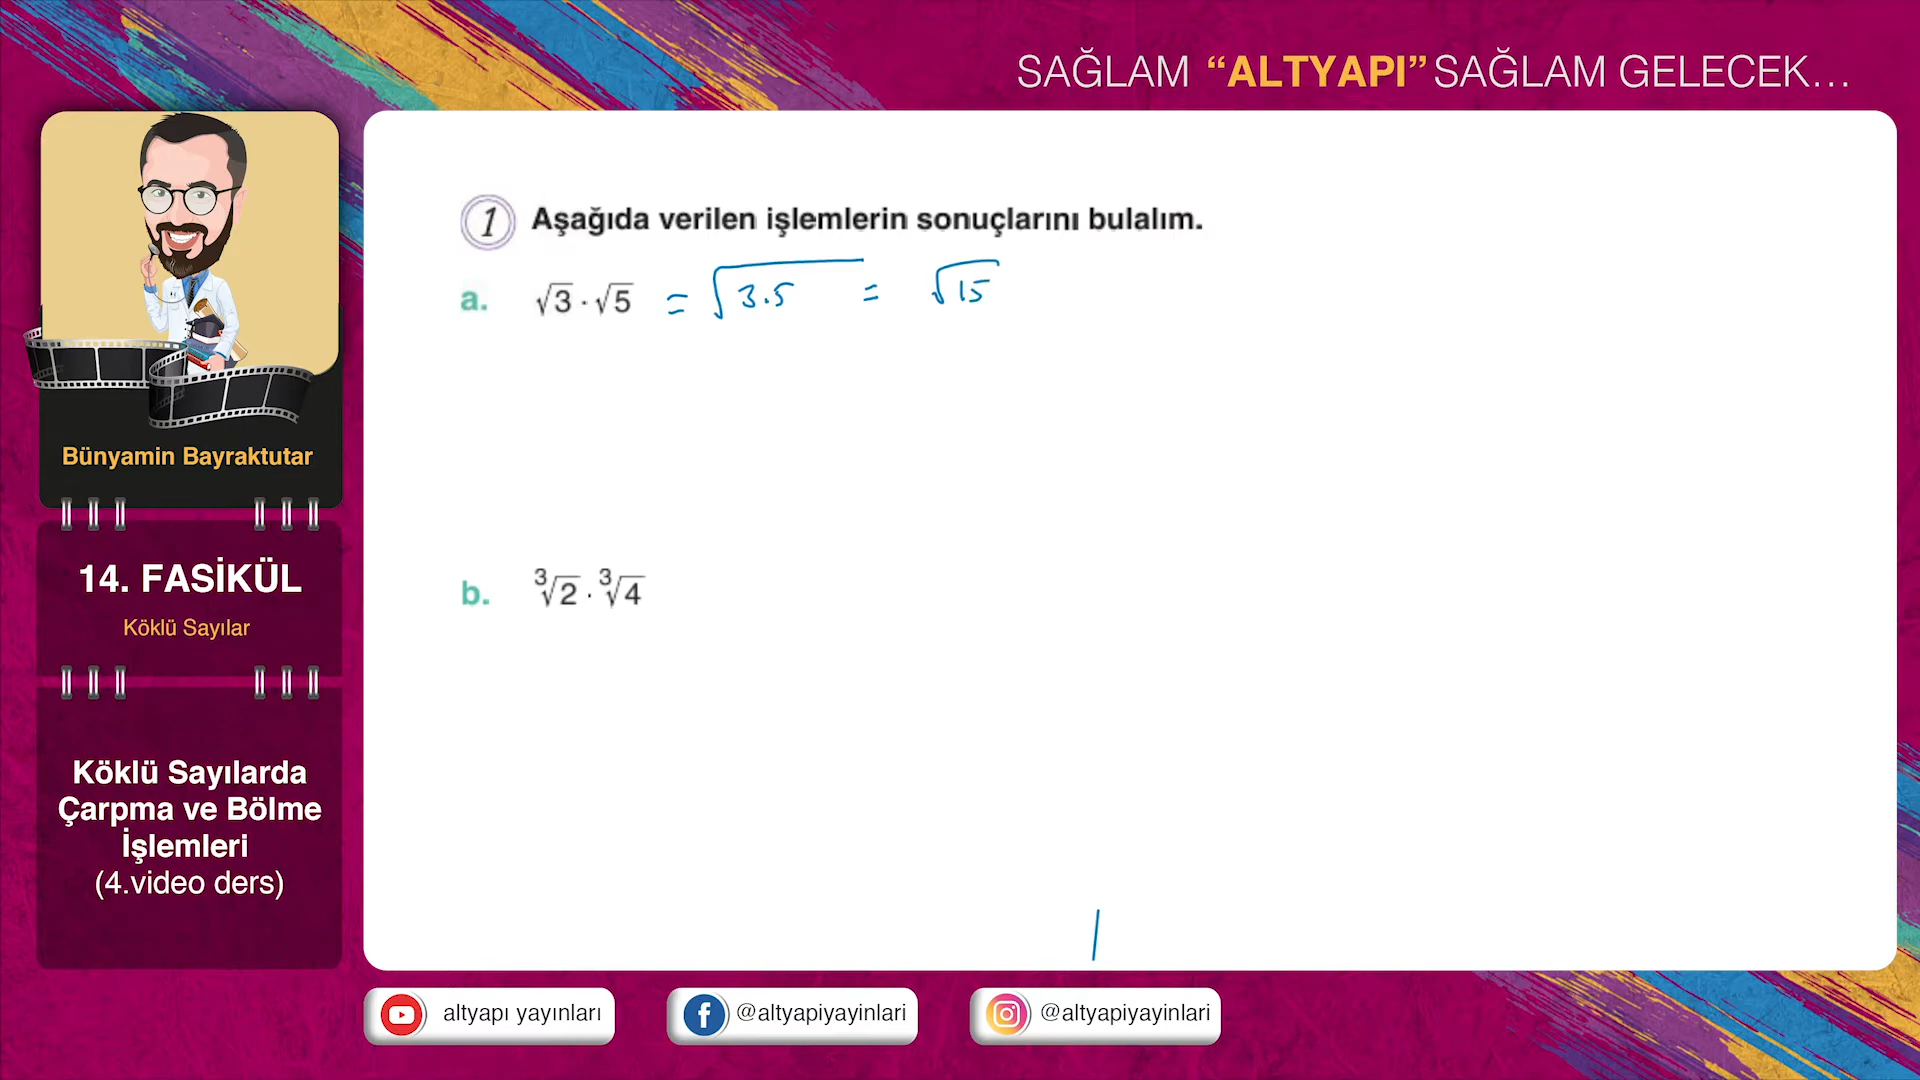 SAĞLAM “ALTYAPI” SAĞLAM GELECEK...
1 Aşağıda verilen işlemlerin sonuçlarını bulalım.
a. √3 · √5 = √3.5 = √15
b. ∛2 · ∛4
Bünyamin Bayraktutar
14. FASİKÜL
Köklü Sayılar
Köklü Sayılarda
Çarpma ve Bölme
İşlemleri
(4.video ders)
altyapı yayınları
@altyapiyayinlari
@altyapiyayinlari